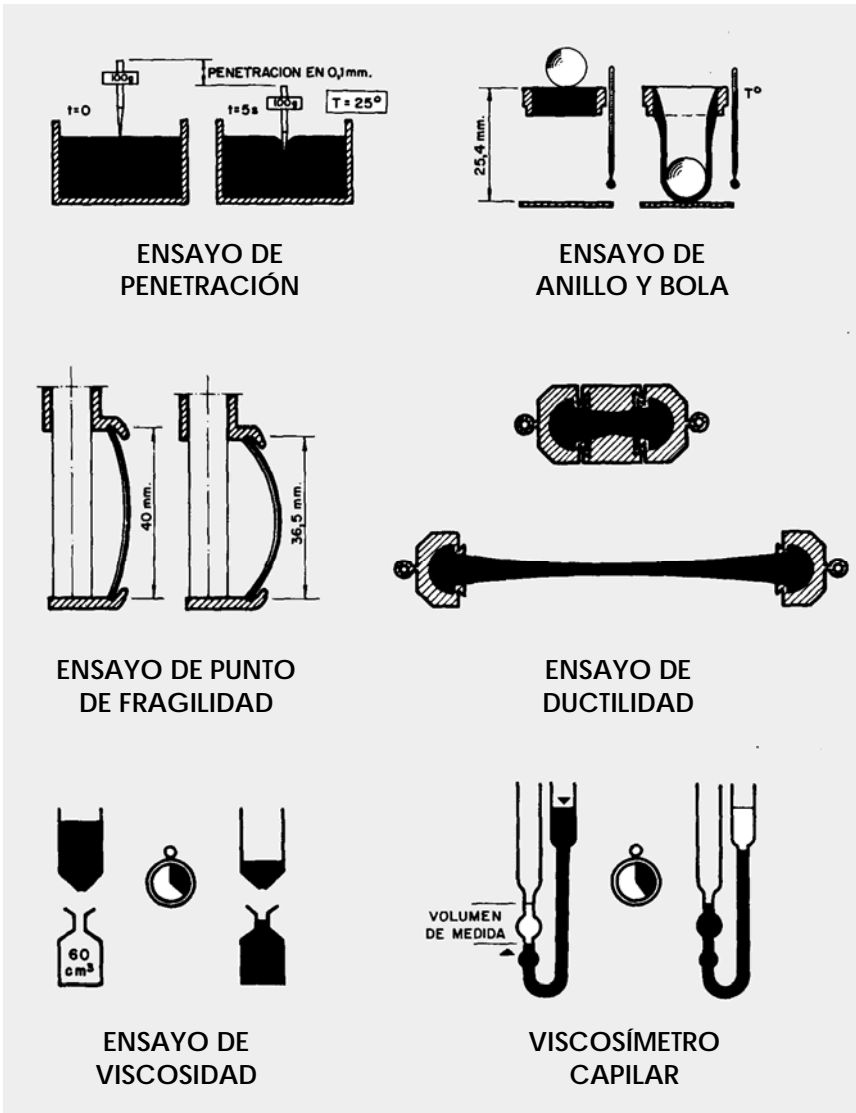 100g
PENETRACION EN 0,1mm.
t=0
t=5s
100g
T = 25°
25,4 mm.
T°
ENSAYO DE
PENETRACIÓN
ENSAYO DE
ANILLO Y BOLA
40 mm.
36,5 mm.
ENSAYO DE PUNTO
DE FRAGILIDAD
ENSAYO DE
DUCTILIDAD
60
cm³
VOLUMEN
DE MEDIDA
ENSAYO DE
VISCOSIDAD
VISCOSÍMETRO
CAPILAR